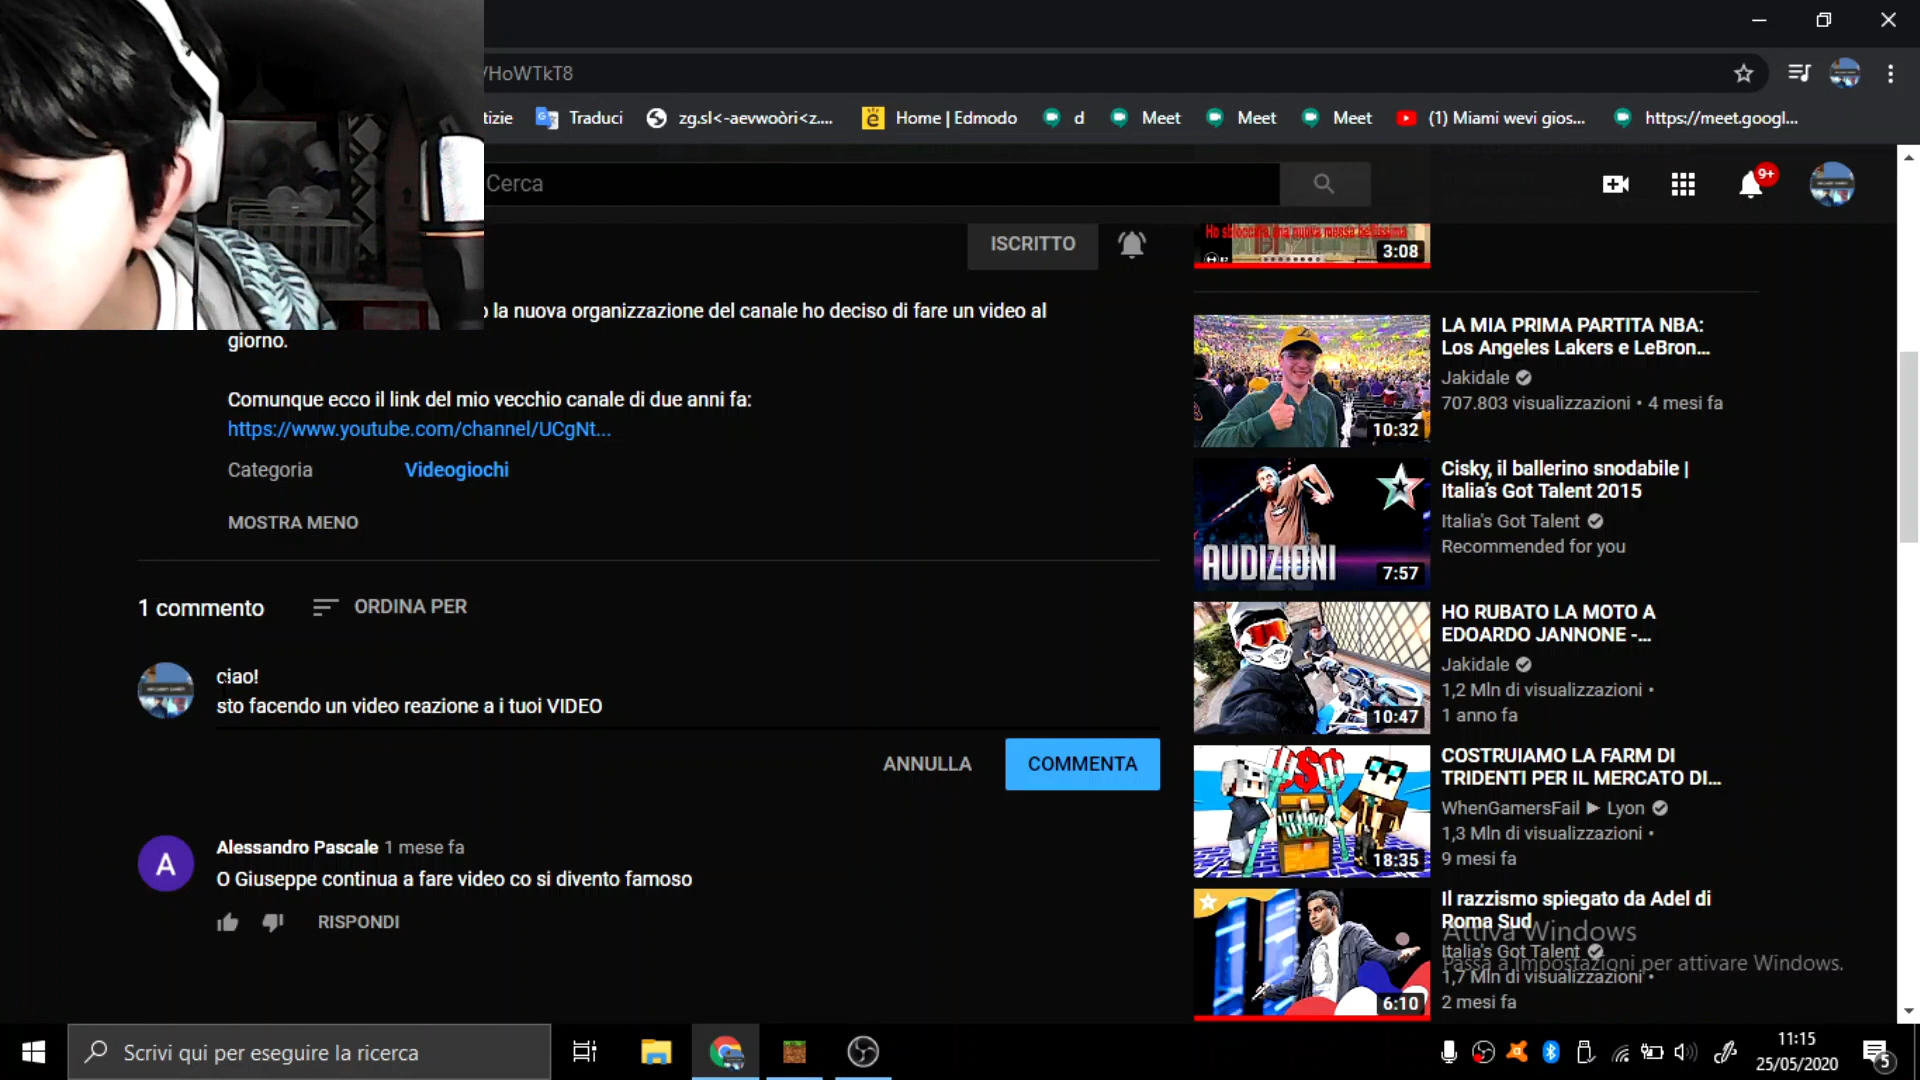 /HoWTkT8
tizie
Traduci
zg.sl<-aevwoòri<z....
Home | Edmodo
d
Meet
Meet
Meet
(1) Miami wevi gios...
https://meet.googl...
Cerca
9+
ISCRITTO
la nuova organizzazione del canale ho deciso di fare un video al
giorno.
Comunque ecco il link del mio vecchio canale di due anni fa:
https://www.youtube.com/channel/UCgNt...
Categoria
Videogiochi
MOSTRA MENO
1 commento
ORDINA PER
ciao!
sto facendo un video reazione a i tuoi VIDEO
ANNULLA
COMMENTA
A
Alessandro Pascale 1 mese fa
O Giuseppe continua a fare video co si divento famoso
RISPONDI
Ho sbloccato una nuova mossa bellissima
3:08
LA MIA PRIMA PARTITA NBA:
Los Angeles Lakers e LeBron...
Jakidale
707.803 visualizzazioni • 4 mesi fa
10:32
Cisky, il ballerino snodabile |
Italia's Got Talent 2015
Italia's Got Talent
Recommended for you
AUDIZIONI
7:57
HO RUBATO LA MOTO A
EDOARDO JANNONE -...
Jakidale
1,2 Mln di visualizzazioni •
1 anno fa
10:47
COSTRUIAMO LA FARM DI
TRIDENTI PER IL MERCATO DI...
WhenGamersFail ► Lyon
1,3 Mln di visualizzazioni •
9 mesi fa
18:35
Il razzismo spiegato da Adel di
Roma Sud
Italia's Got Talent
1,7 Mln di visualizzazioni •
2 mesi fa
6:10
Attiva Windows
Passa a Impostazioni per attivare Windows.
Scrivi qui per eseguire la ricerca
11:15
25/05/2020
5